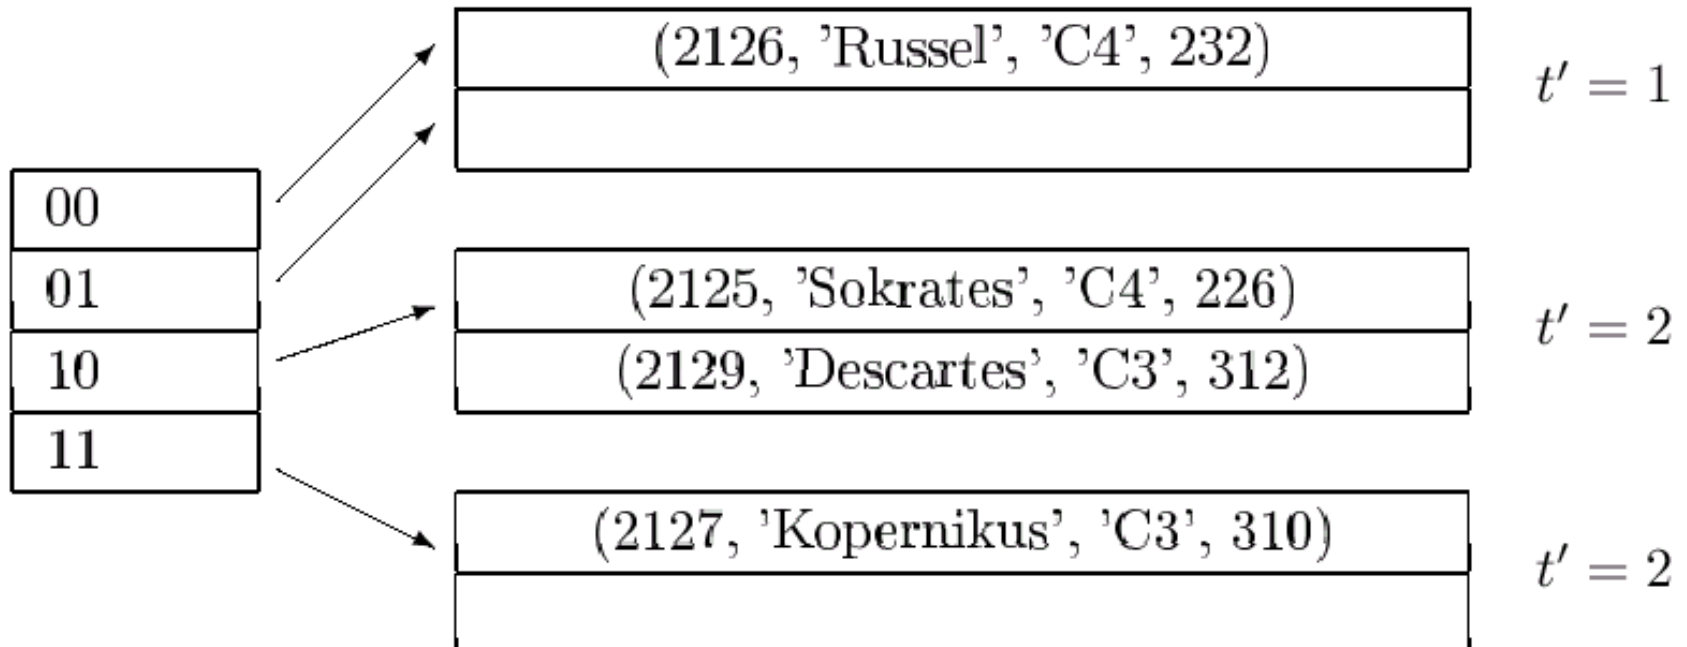 (2126, 'Russel', 'C4', 232)
t′ = 1
00
01
10
11
(2125, 'Sokrates', 'C4', 226)
(2129, 'Descartes', 'C3', 312)
t′ = 2
(2127, 'Kopernikus', 'C3', 310)
t′ = 2